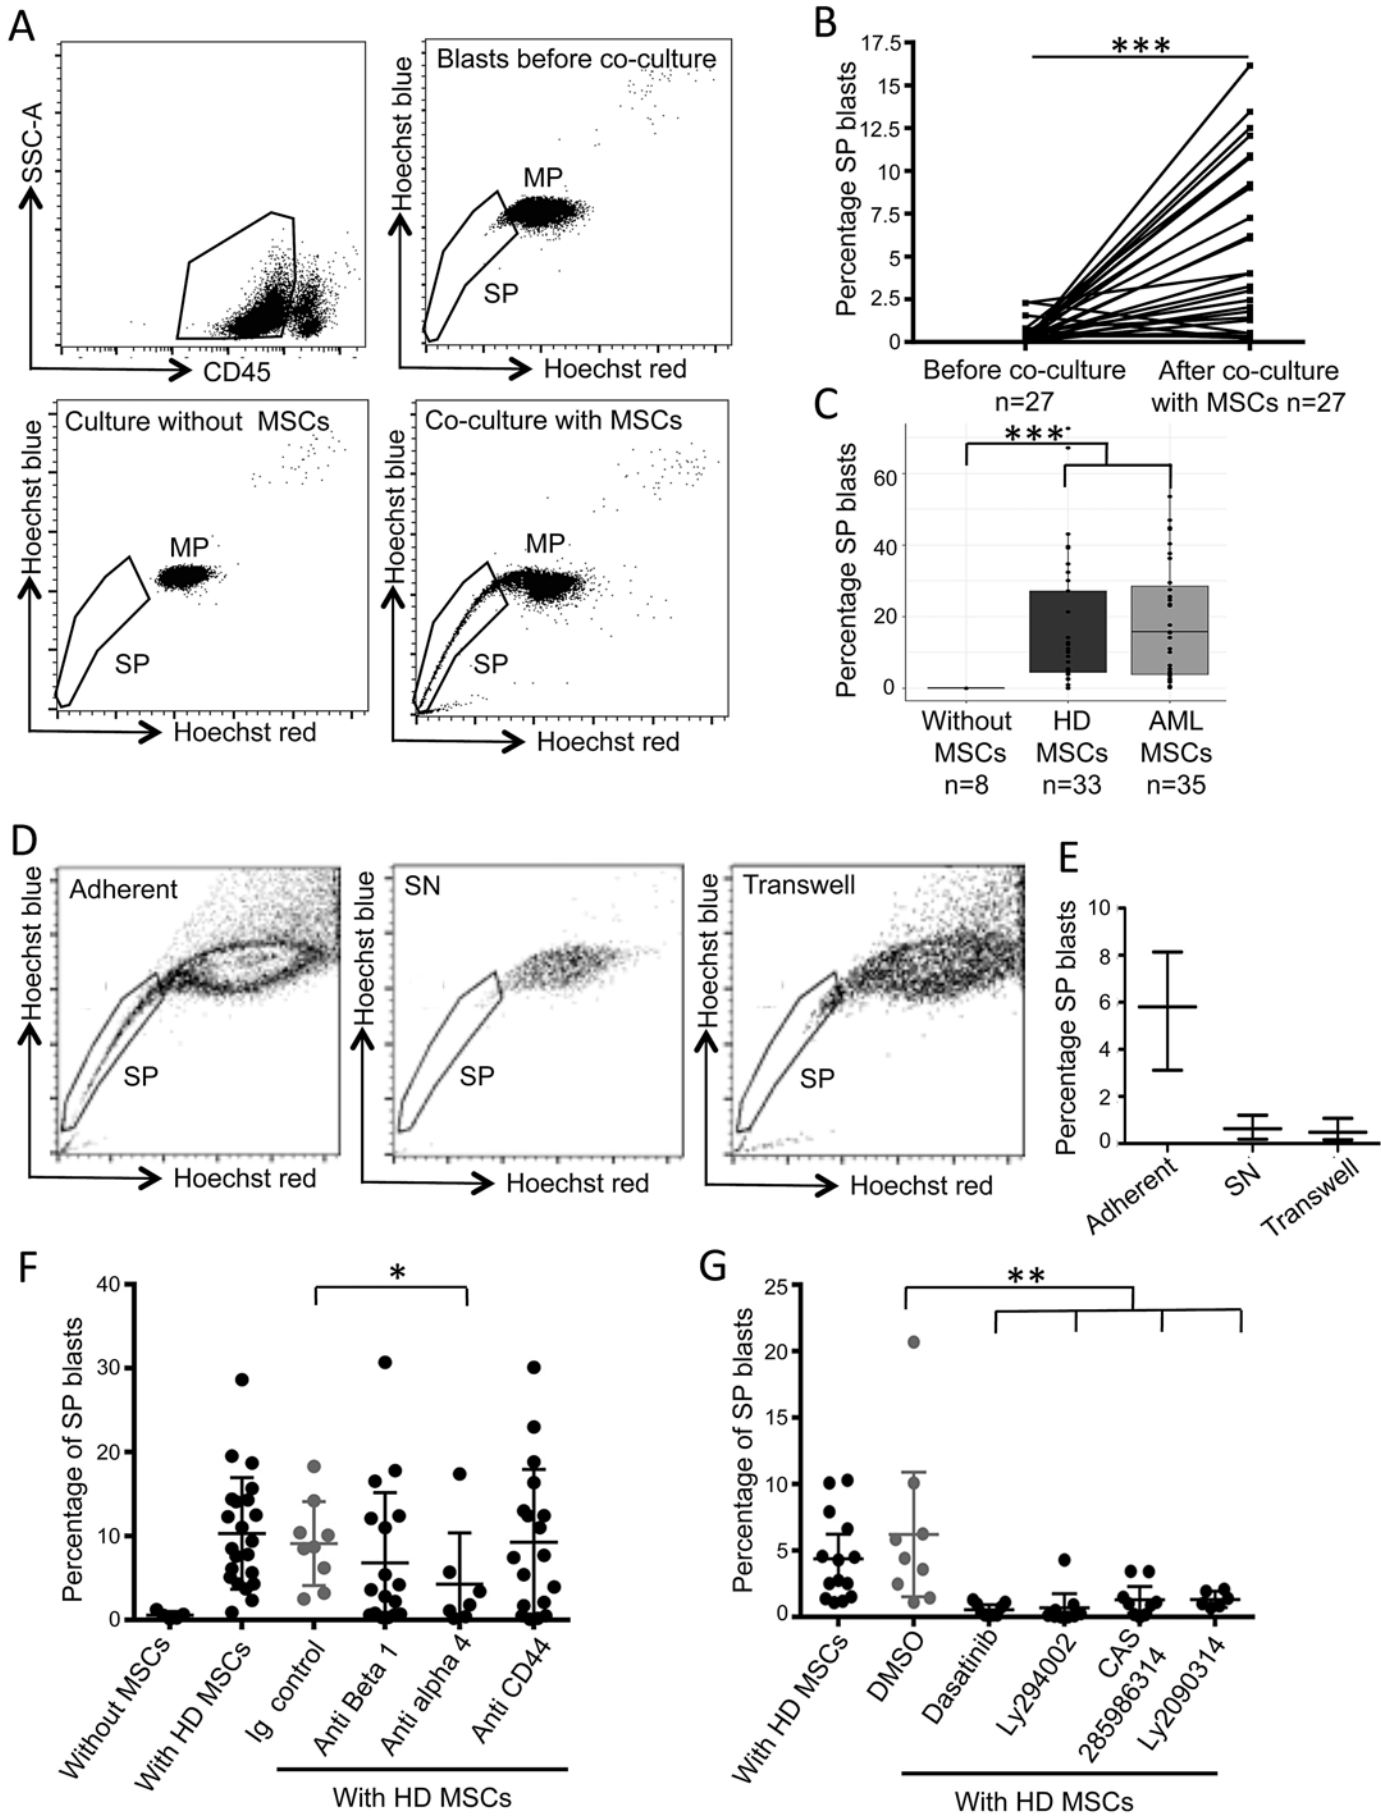 A
SSC-A
CD45
Blasts before co-culture
Hoechst blue
MP
SP
Hoechst red
Culture without MSCs
Hoechst blue
MP
SP
Hoechst red
Co-culture with MSCs
Hoechst blue
MP
SP
Hoechst red
B
***
Percentage SP blasts
17.5
15
12.5
10
7.5
5
2.5
0
Before co-culture
n=27
After co-culture
with MSCs n=27
C
***
Percentage SP blasts
60
40
20
0
Without
MSCs
n=8
HD
MSCs
n=33
AML
MSCs
n=35
D
Adherent
Hoechst blue
SP
Hoechst red
SN
Hoechst blue
SP
Hoechst red
Transwell
Hoechst blue
SP
Hoechst red
E
Percentage SP blasts
10
8
6
4
2
0
Adherent
SN
Transwell
F
*
Percentage of SP blasts
40
30
20
10
0
Without MSCs
With HD MSCs
Ig control
Anti Beta 1
Anti alpha 4
Anti CD44
With HD MSCs
G
**
Percentage of SP blasts
25
20
15
10
5
0
With HD MSCs
DMSO
Dasatinib
Ly294002
CAS
285986314
Ly2090314
With HD MSCs